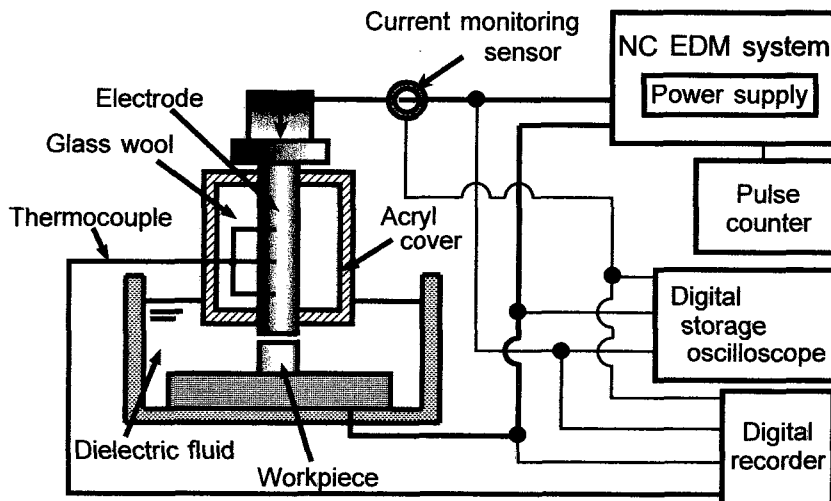 Current monitoring
sensor
NC EDM system
Power supply
Electrode
Glass wool
Pulse
counter
Thermocouple
Acryl
cover
Digital
storage
oscilloscope
Dielectric fluid
Workpiece
Digital
recorder